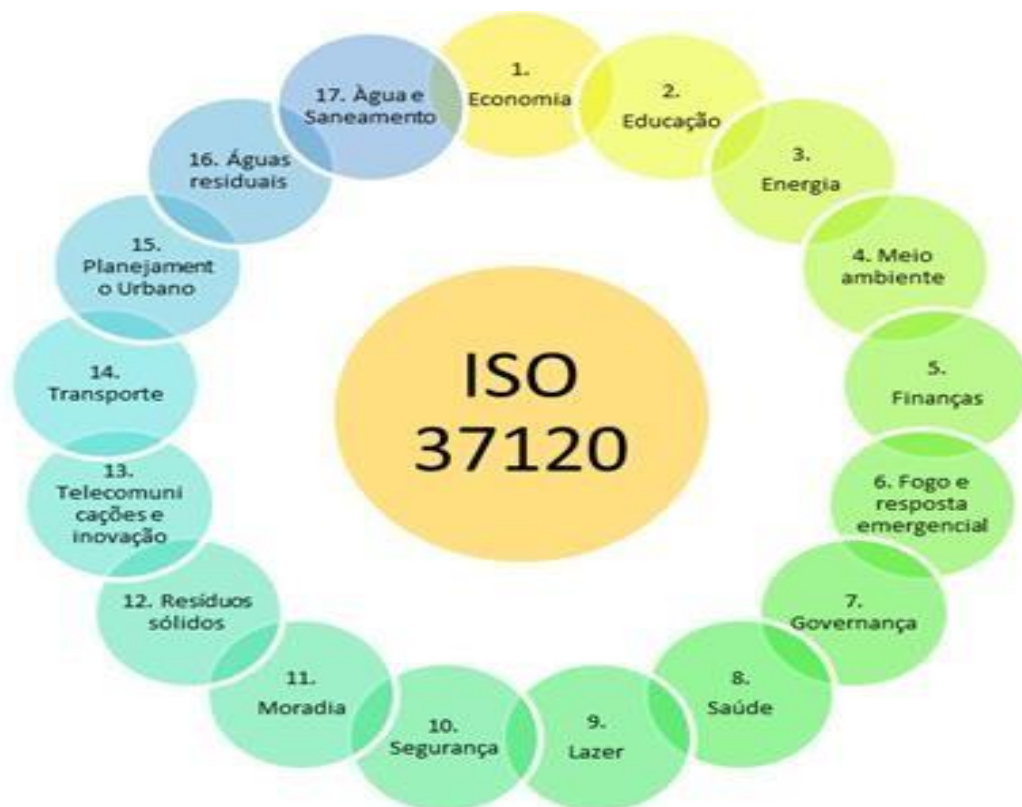 ISO
37120
1.
Economia
2.
Educação
3.
Energia
4. Meio
ambiente
5.
Finanças
6. Fogo e
resposta
emergencial
7.
Governança
8.
Saúde
9.
Lazer
10.
Segurança
11.
Moradia
12. Resíduos
sólidos
13.
Telecomuni
cações e
inovação
14.
Transporte
15.
Planejament
o Urbano
16. Águas
residuais
17. Àgua e
Saneamento